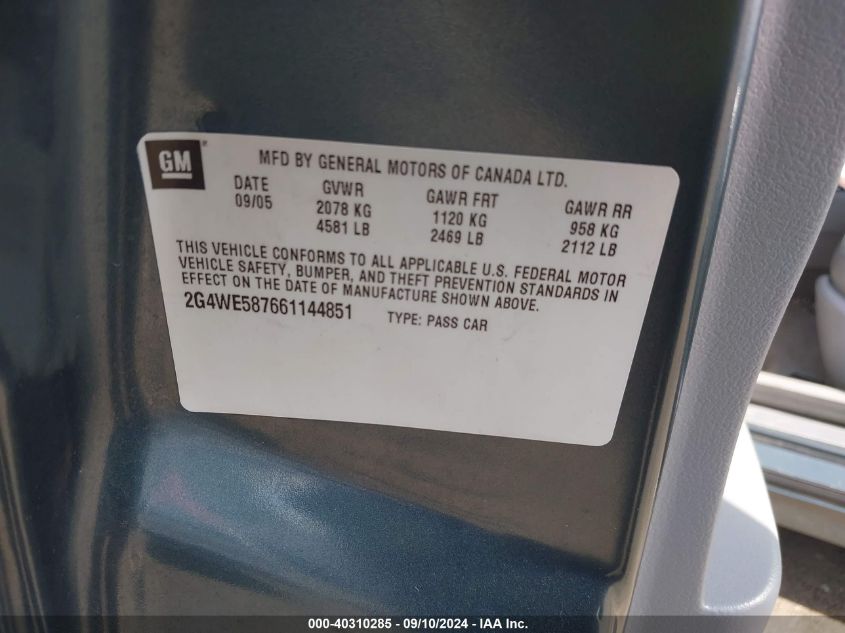 GM
MFD BY GENERAL MOTORS OF CANADA LTD.
DATE GVWR GAWR FRT GAWR RR
09/05 2078 KG 1120 KG 958 KG
4581 LB 2469 LB 2112 LB
THIS VEHICLE CONFORMS TO ALL APPLICABLE U.S. FEDERAL MOTOR
VEHICLE SAFETY, BUMPER, AND THEFT PREVENTION STANDARDS IN
EFFECT ON THE DATE OF MANUFACTURE SHOWN ABOVE.
2G4WE587661144851 TYPE: PASS CAR
000-40310285 - 09/10/2024 - IAA Inc.